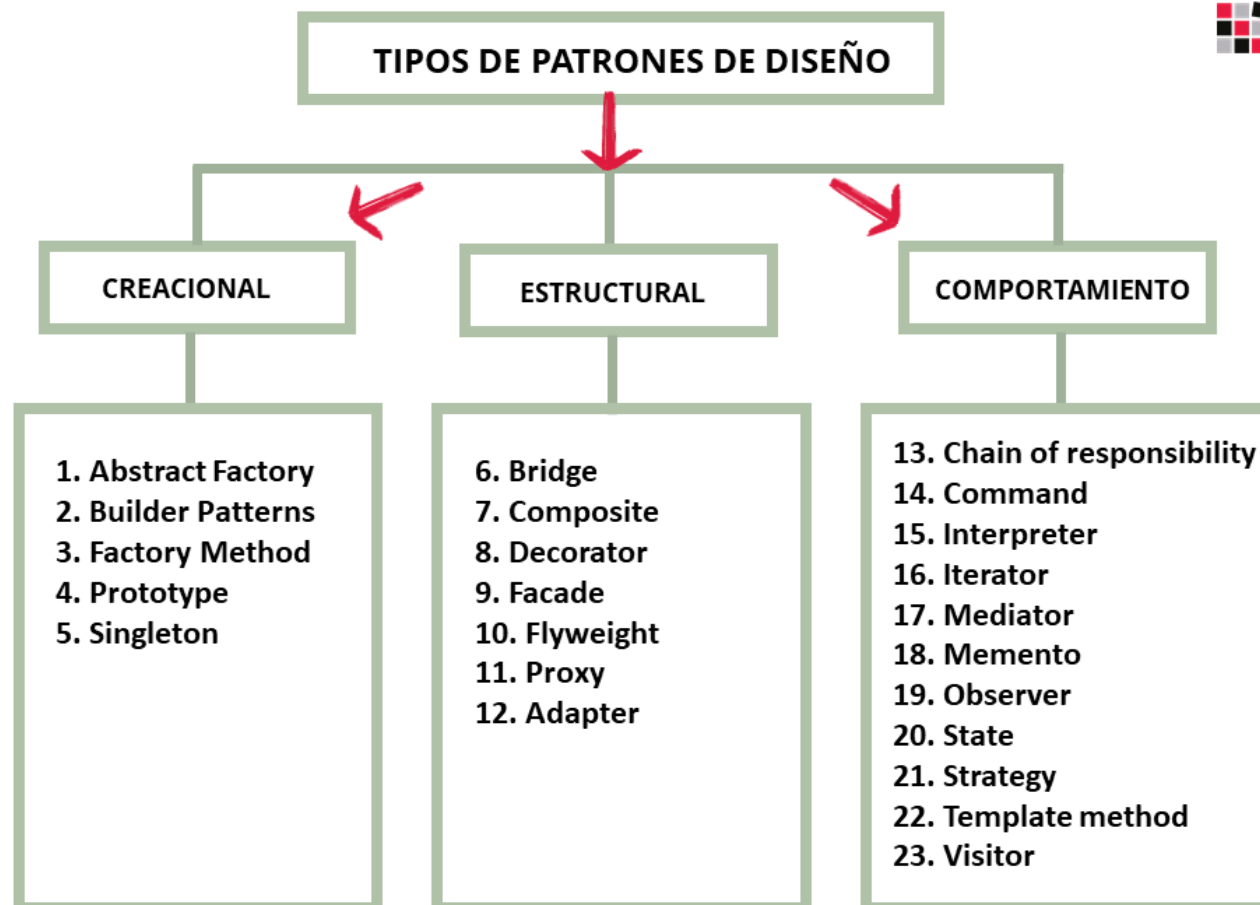 TIPOS DE PATRONES DE DISEÑO
CREACIONAL
1. Abstract Factory
2. Builder Patterns
3. Factory Method
4. Prototype
5. Singleton
ESTRUCTURAL
6. Bridge
7. Composite
8. Decorator
9. Facade
10. Flyweight
11. Proxy
12. Adapter
COMPORTAMIENTO
13. Chain of responsibility
14. Command
15. Interpreter
16. Iterator
17. Mediator
18. Memento
19. Observer
20. State
21. Strategy
22. Template method
23. Visitor